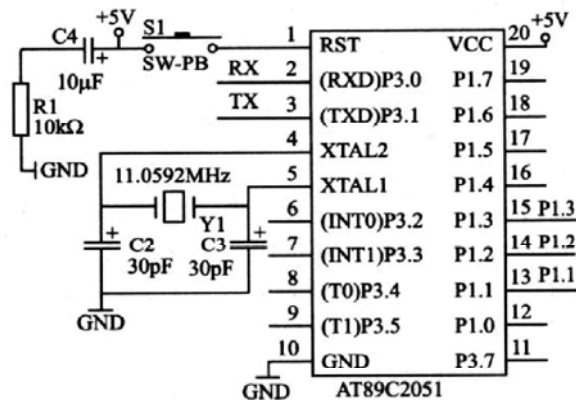 +5V
C4
10μF
S1
SW-PB
R1
10kΩ
GND
RX
TX
11.0592MHz
Y1
C2
30pF
C3
30pF
GND
GND
1 RST
2 (RXD)P3.0
3 (TXD)P3.1
4 XTAL2
5 XTAL1
6 (INT0)P3.2
7 (INT1)P3.3
8 (T0)P3.4
9 (T1)P3.5
10 GND
VCC 20 +5V
P1.7 19
P1.6 18
P1.5 17
P1.4 16
P1.3 15 P1.3
P1.2 14 P1.2
P1.1 13 P1.1
P1.0 12
P3.7 11
AT89C2051